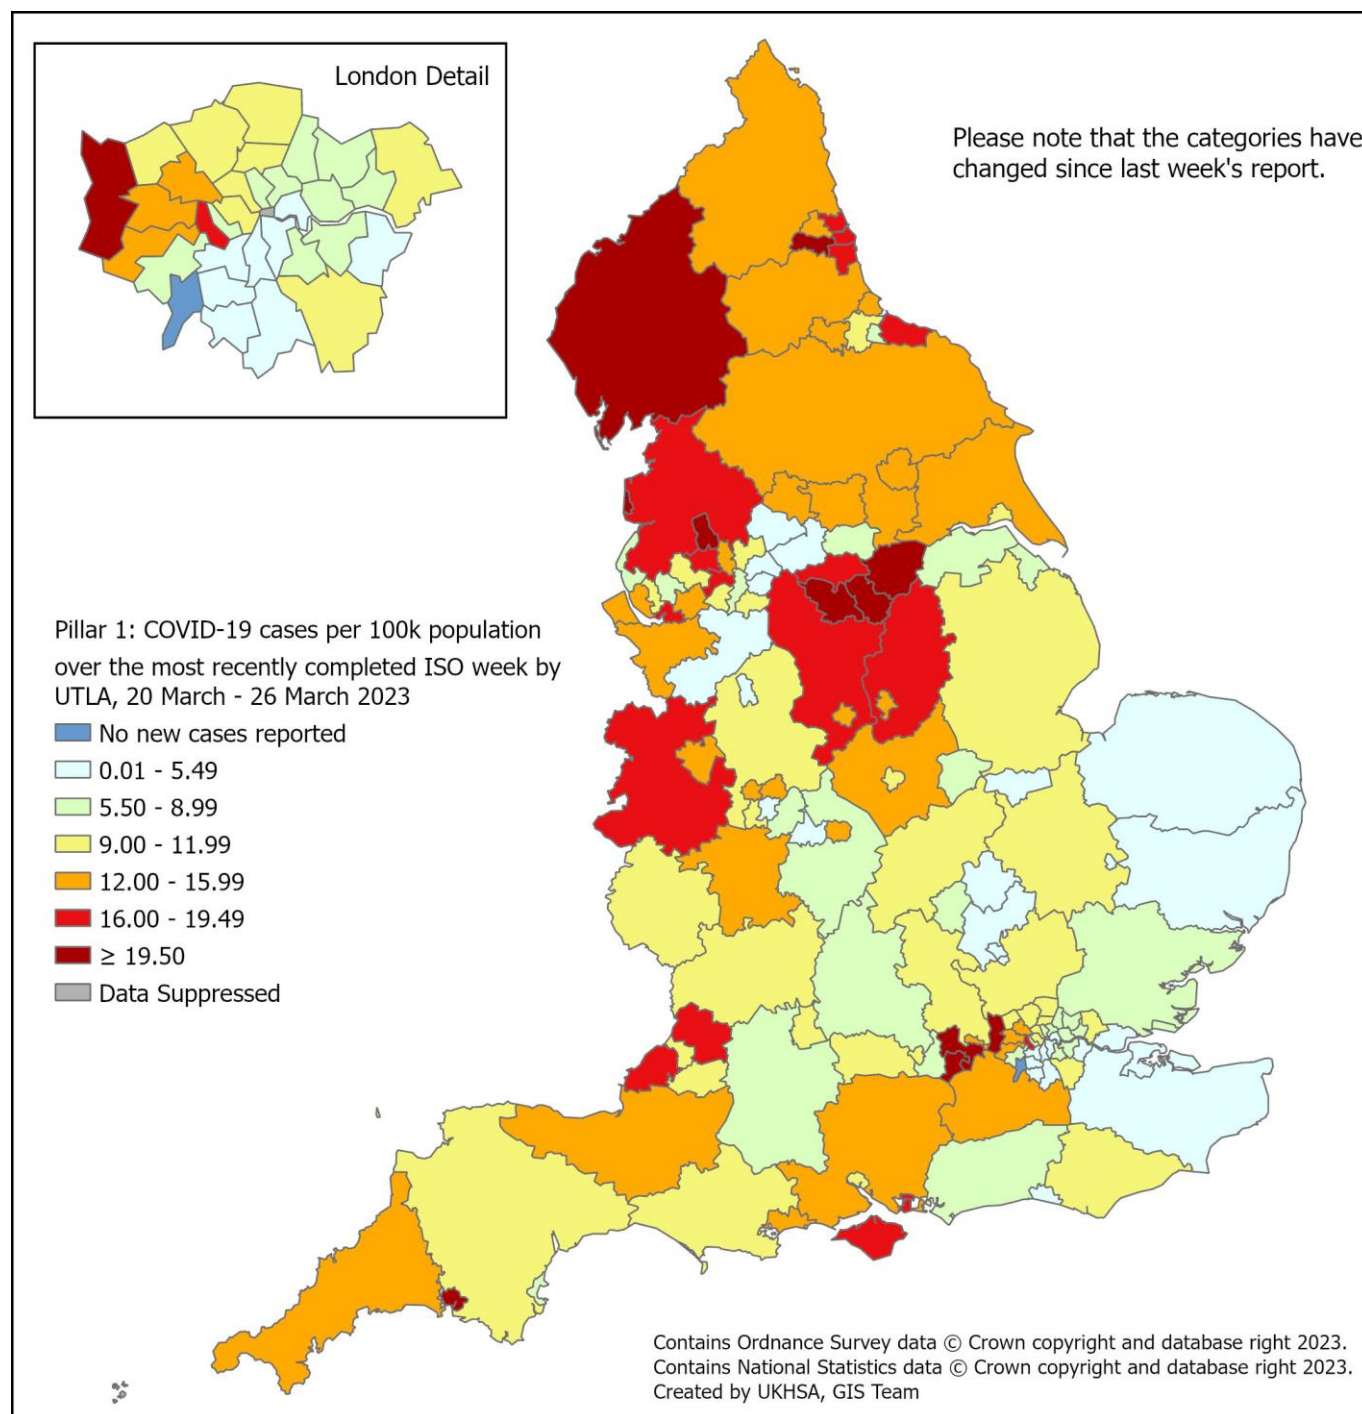 London Detail
Please note that the categories have
changed since last week's report.
Pillar 1: COVID-19 cases per 100k population
over the most recently completed ISO week by
UTLA, 20 March - 26 March 2023
No new cases reported
0.01 - 5.49
5.50 - 8.99
9.00 - 11.99
12.00 - 15.99
16.00 - 19.49
≥ 19.50
Data Suppressed
Contains Ordnance Survey data © Crown copyright and database right 2023.
Contains National Statistics data © Crown copyright and database right 2023.
Created by UKHSA, GIS Team